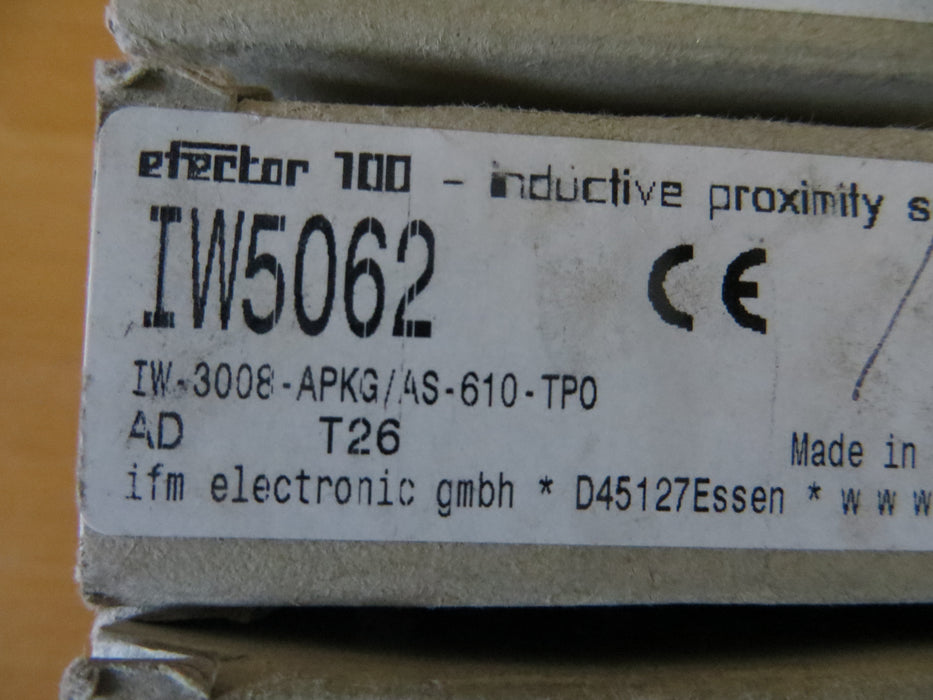 efector 100 - inductive proximity s
IW5062 CE
IW-3008-APKG/AS-610-TPO
AD T26
Made in
ifm electronic gmbh * D45127Essen * w w w